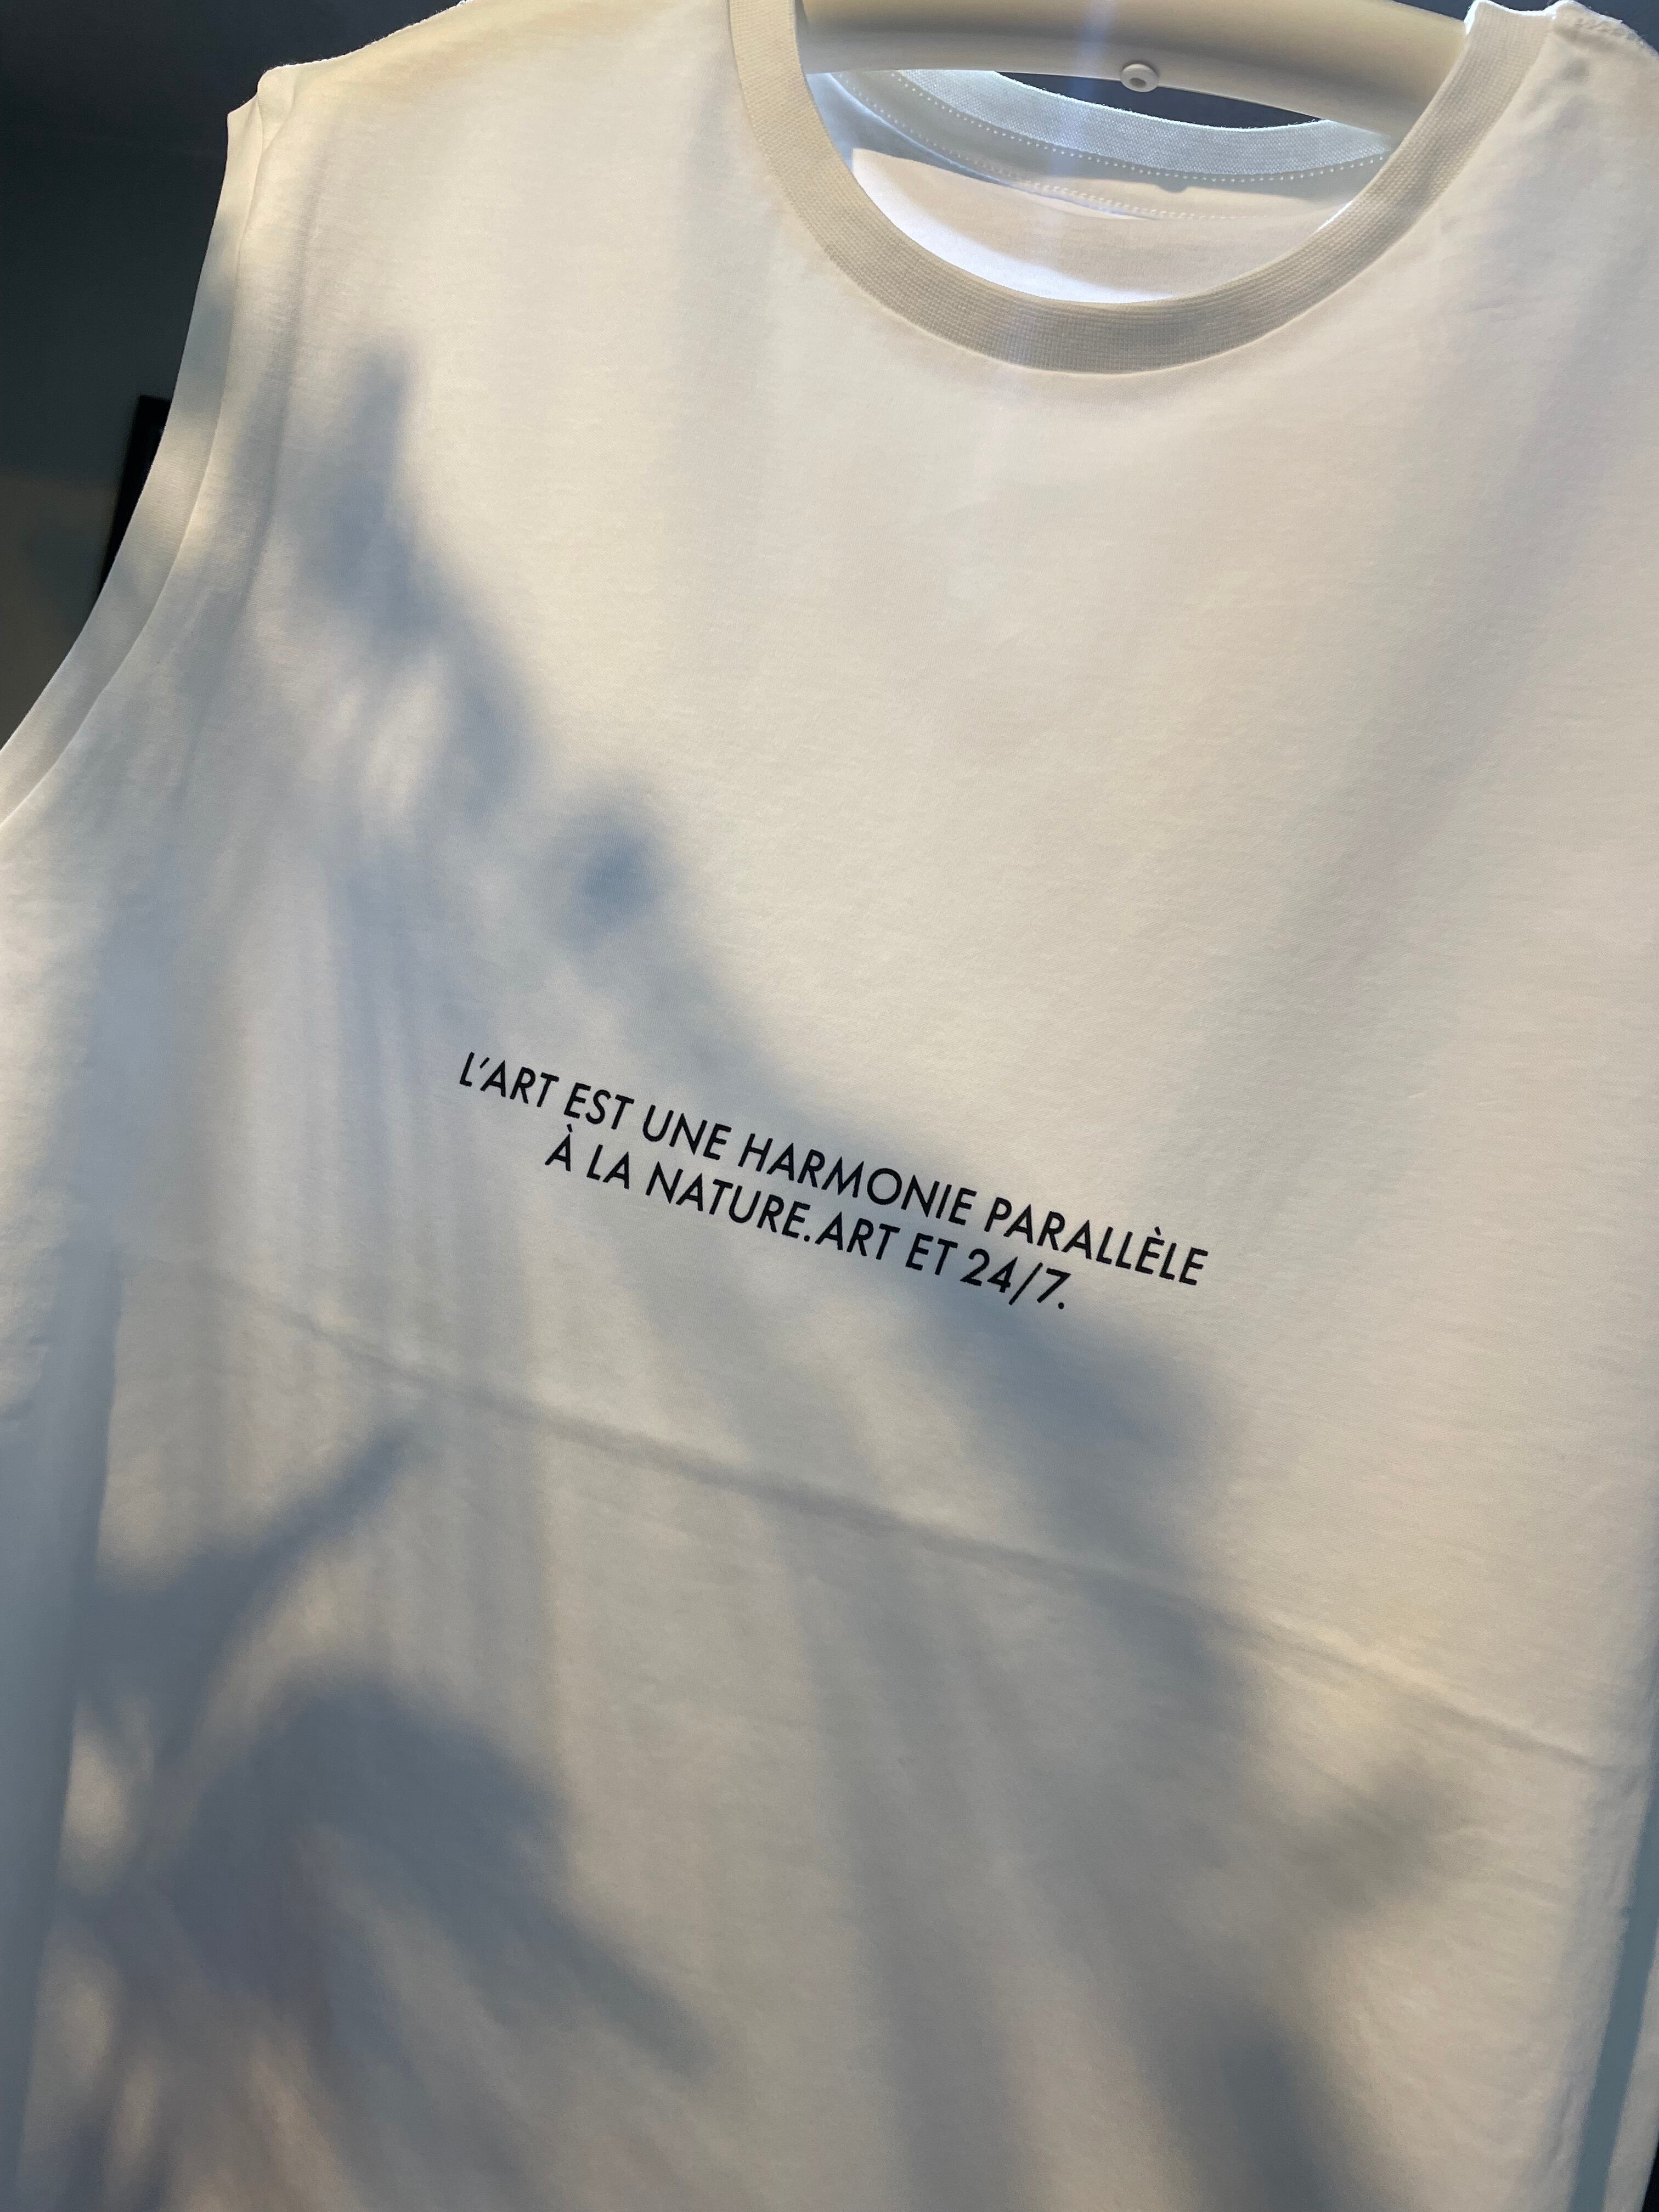 L'ART EST UNE HARMONIE PARALLÈLE
À LA NATURE.ART ET 24/7.